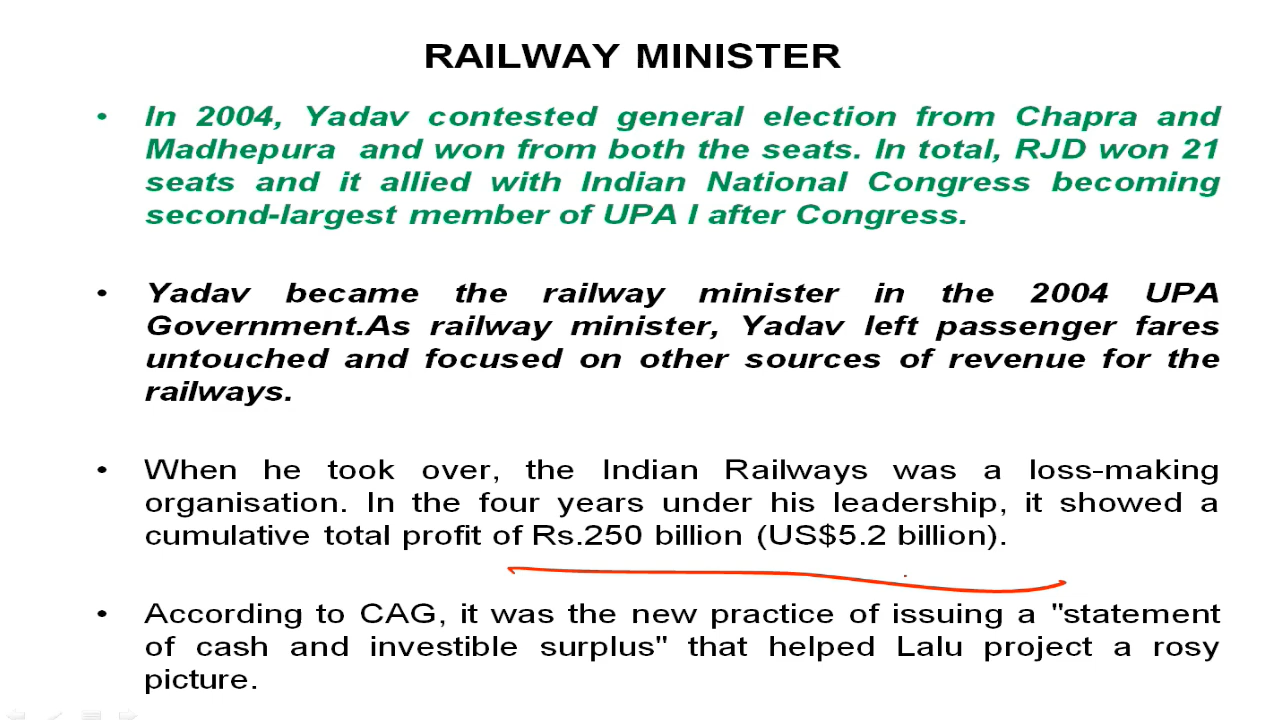 RAILWAY MINISTER
• In 2004, Yadav contested general election from Chapra and
Madhepura and won from both the seats. In total, RJD won 21
seats and it allied with Indian National Congress becoming
second-largest member of UPA I after Congress.
• Yadav became the railway minister in the 2004 UPA
Government.As railway minister, Yadav left passenger fares
untouched and focused on other sources of revenue for the
railways.
• When he took over, the Indian Railways was a loss-making
organisation. In the four years under his leadership, it showed a
cumulative total profit of Rs.250 billion (US$5.2 billion).
• According to CAG, it was the new practice of issuing a "statement
of cash and investible surplus" that helped Lalu project a rosy
picture.